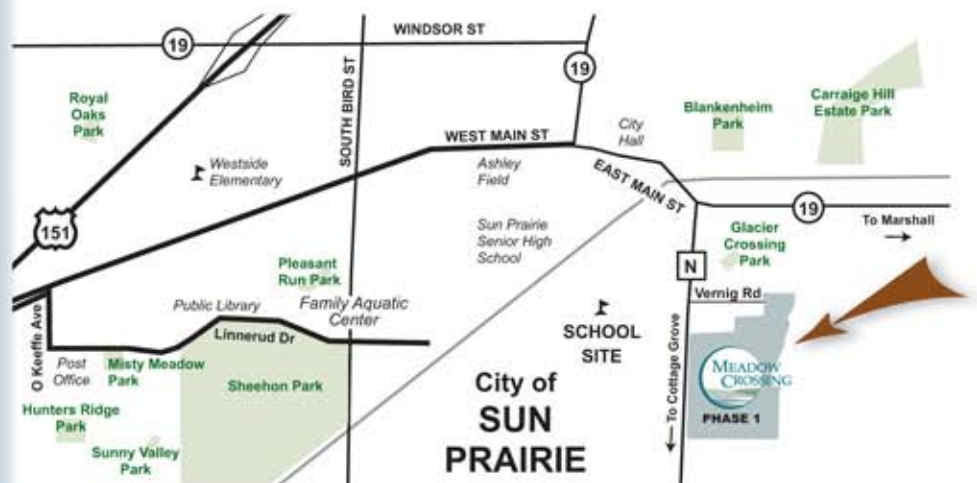 WINDSOR ST
19
19
Royal
Oaks
Park
SOUTH BIRD ST
WEST MAIN ST
City
Hall
Blankenheim
Park
Carraige Hill
Estate Park
Westside
Elementary
Ashley
Field
EAST MAIN ST
19
To Marshall
151
Sun Prairie
Senior High
School
Glacier
Crossing
Park
N
Pleasant
Run Park
Vernig Rd
Public Library
Family Aquatic
Center
O Keeffe Ave
Linnerud Dr
SCHOOL
SITE
To Cottage Grove
MEADOW
CROSSING
PHASE 1
Post
Office
Misty Meadow
Park
Sheehon Park
City of
SUN
PRAIRIE
Hunters Ridge
Park
Sunny Valley
Park